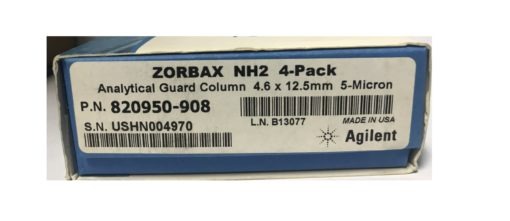 ZORBAX NH2 4-Pack
Analytical Guard Column 4.6 x 12.5mm 5-Micron
P.N. 820950-908
S.N. USHN004970
L.N. B13077
MADE IN USA
Agilent